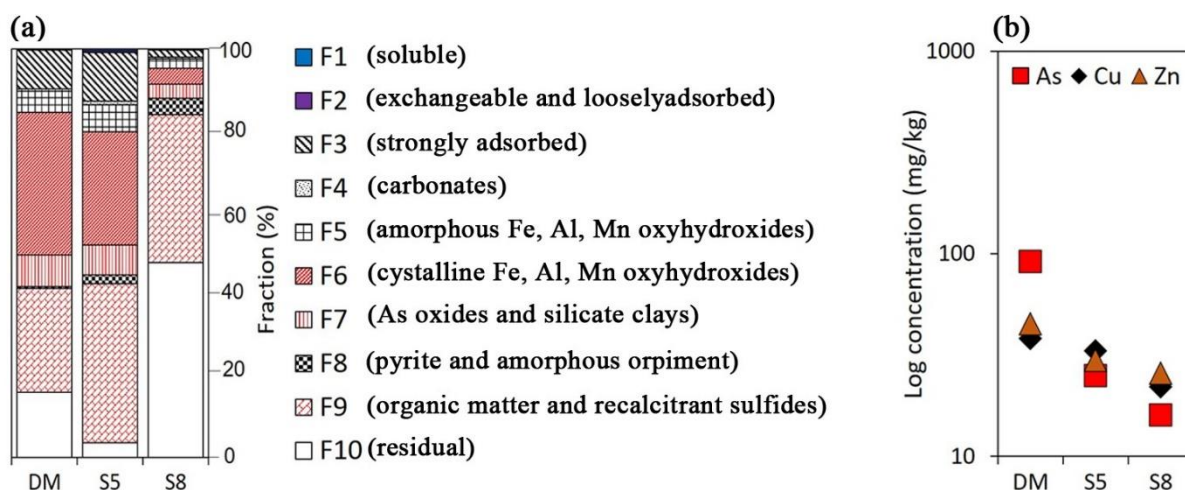 (a)
100
80
60
40
20
0
Fraction (%)
DM S5 S8
F1 (soluble)
F2 (exchangeable and looselyadsorbed)
F3 (strongly adsorbed)
F4 (carbonates)
F5 (amorphous Fe, Al, Mn oxyhydroxides)
F6 (cystalline Fe, Al, Mn oxyhydroxides)
F7 (As oxides and silicate clays)
F8 (pyrite and amorphous orpiment)
F9 (organic matter and recalcitrant sulfides)
F10 (residual)
(b)
As Cu Zn
Log concentration (mg/kg)
1000
100
10
DM S5 S8